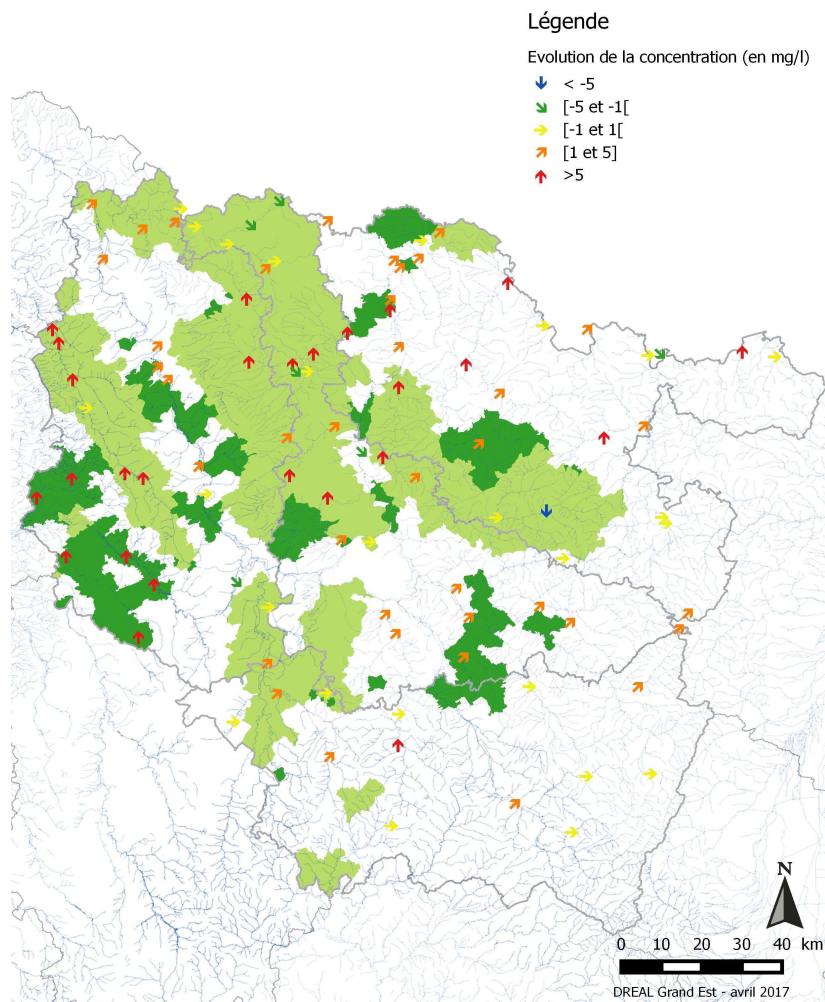 Légende
Evolution de la concentration (en mg/l)
< -5
[-5 et -1[
[-1 et 1[
[1 et 5]
>5
N
0 10 20 30 40 km
DREAL Grand Est - avril 2017